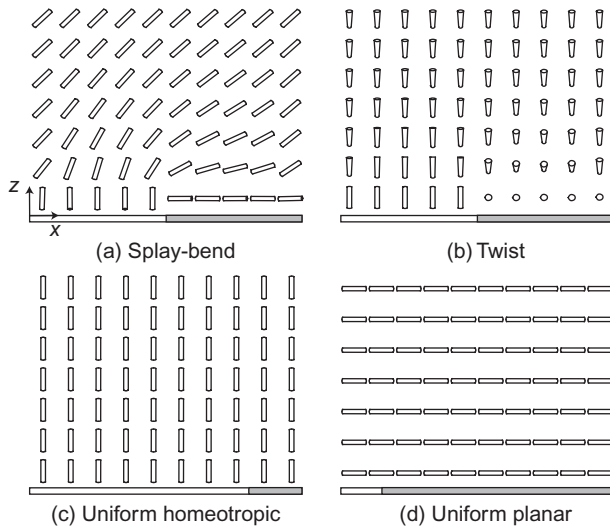 z
x
(a) Splay-bend
(b) Twist
(c) Uniform homeotropic
(d) Uniform planar